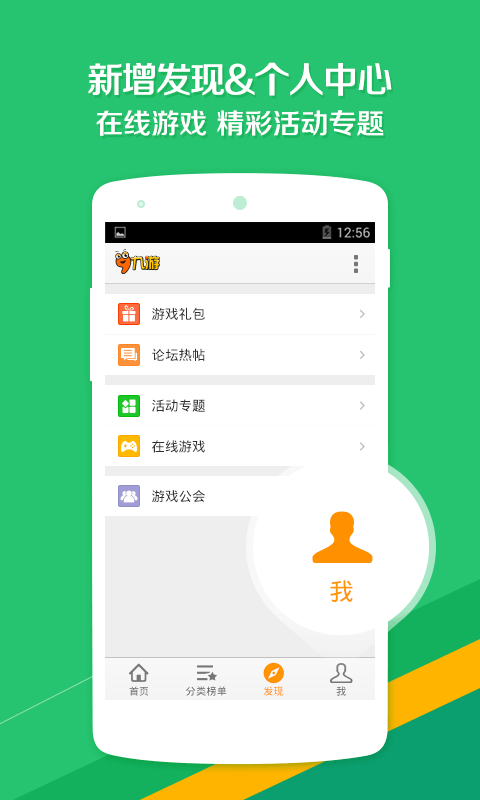 新增发现&个人中心
在线游戏 精彩活动专题
12:56
九游
游戏礼包
论坛热帖
活动专题
在线游戏
游戏公会
我
首页
分类榜单
发现
我